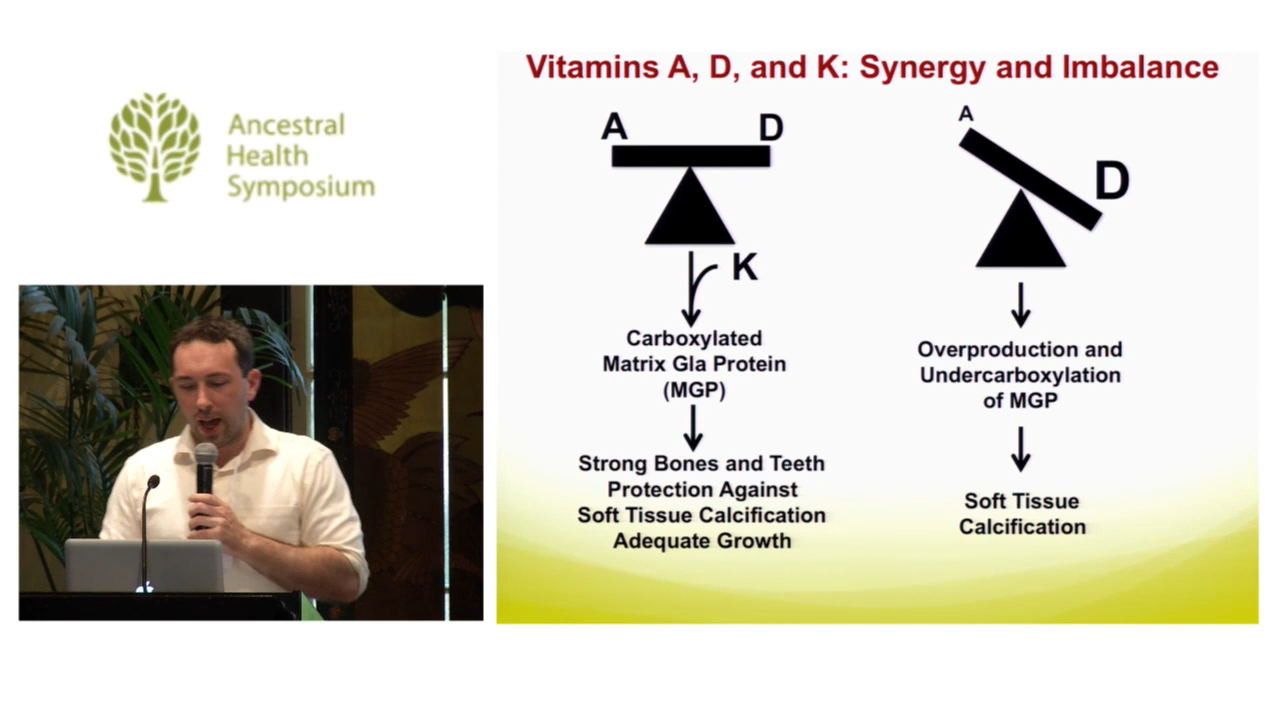 Ancestral
Health
Symposium
Vitamins A, D, and K: Synergy and Imbalance
A
D
K
Carboxylated
Matrix Gla Protein
(MGP)
Strong Bones and Teeth
Protection Against
Soft Tissue Calcification
Adequate Growth
A
D
Overproduction and
Undercarboxylation
of MGP
Soft Tissue
Calcification